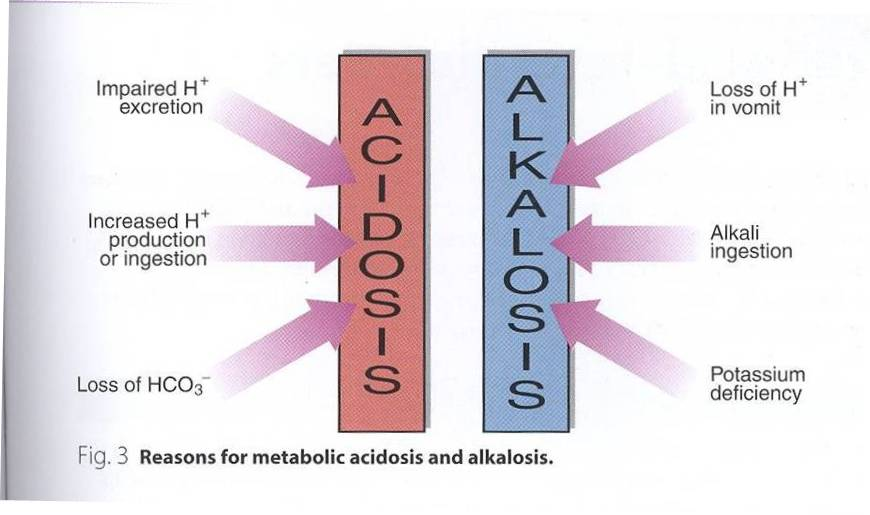 Impaired H⁺
excretion
Increased H⁺
production
or ingestion
Loss of HCO₃⁻
ACIDOSIS
ALKALOSIS
Loss of H⁺
in vomit
Alkali
ingestion
Potassium
deficiency
Fig. 3 Reasons for metabolic acidosis and alkalosis.